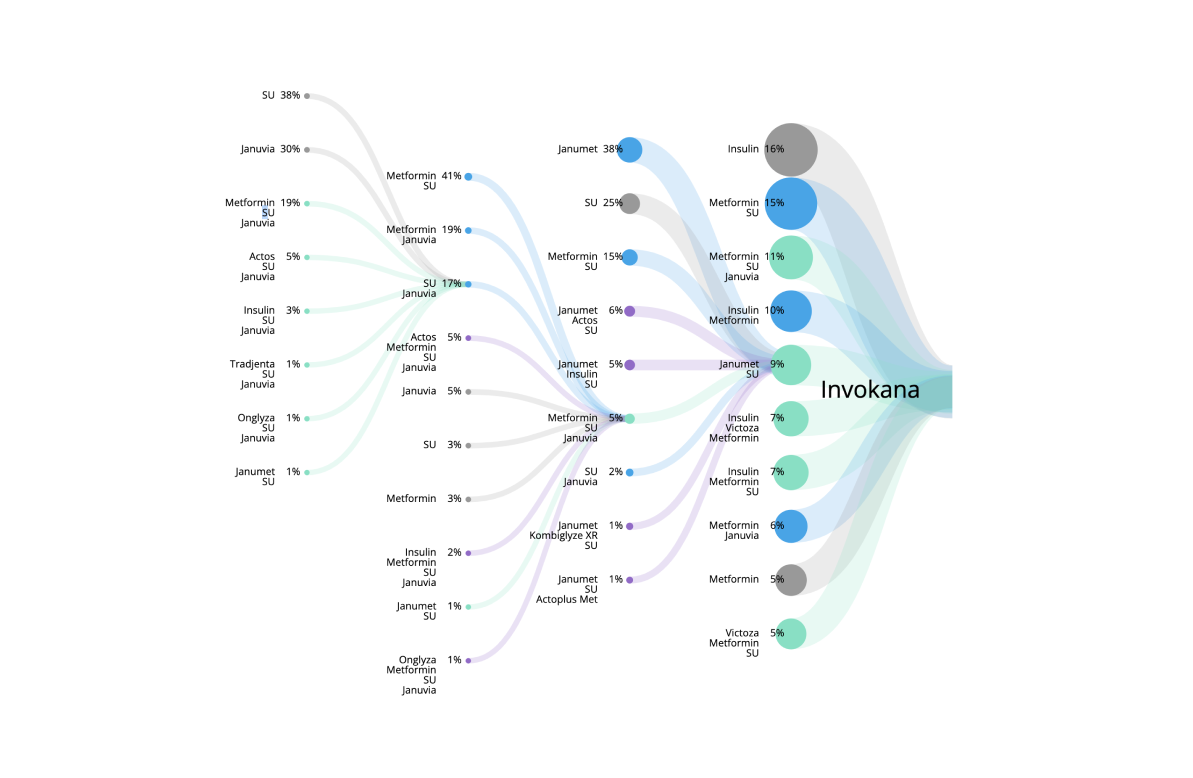 SU 38%
Januvia 30%
Metformin 19%
SU
Januvia
Actos 5%
SU
Januvia
Insulin 3%
SU
Januvia
Tradjenta 1%
SU
Januvia
Onglyza 1%
SU
Januvia
Janumet 1%
SU
Metformin 41%
SU
Metformin 19%
Januvia
SU 17%
Januvia
Actos 5%
Metformin
SU
Januvia
Januvia 5%
SU 3%
Metformin 3%
Insulin 2%
Metformin
SU
Januvia
Janumet 1%
SU
Onglyza 1%
Metformin
SU
Januvia
Janumet 38%
SU 25%
Metformin 15%
SU
Janumet 6%
Actos
SU
Janumet 5%
Insulin
SU
Metformin 5%
SU
Januvia
SU 2%
Januvia
Janumet 1%
Kombiglyze XR
SU
Janumet 1%
SU
Actoplus Met
Insulin 16%
Metformin 15%
SU
Metformin 11%
SU
Januvia
Insulin 10%
Metformin
Janumet 9%
SU
Insulin 7%
Victoza
Metformin
Insulin 7%
Metformin
SU
Metformin 6%
Januvia
Metformin 5%
Victoza 5%
Metformin
SU
Invokana